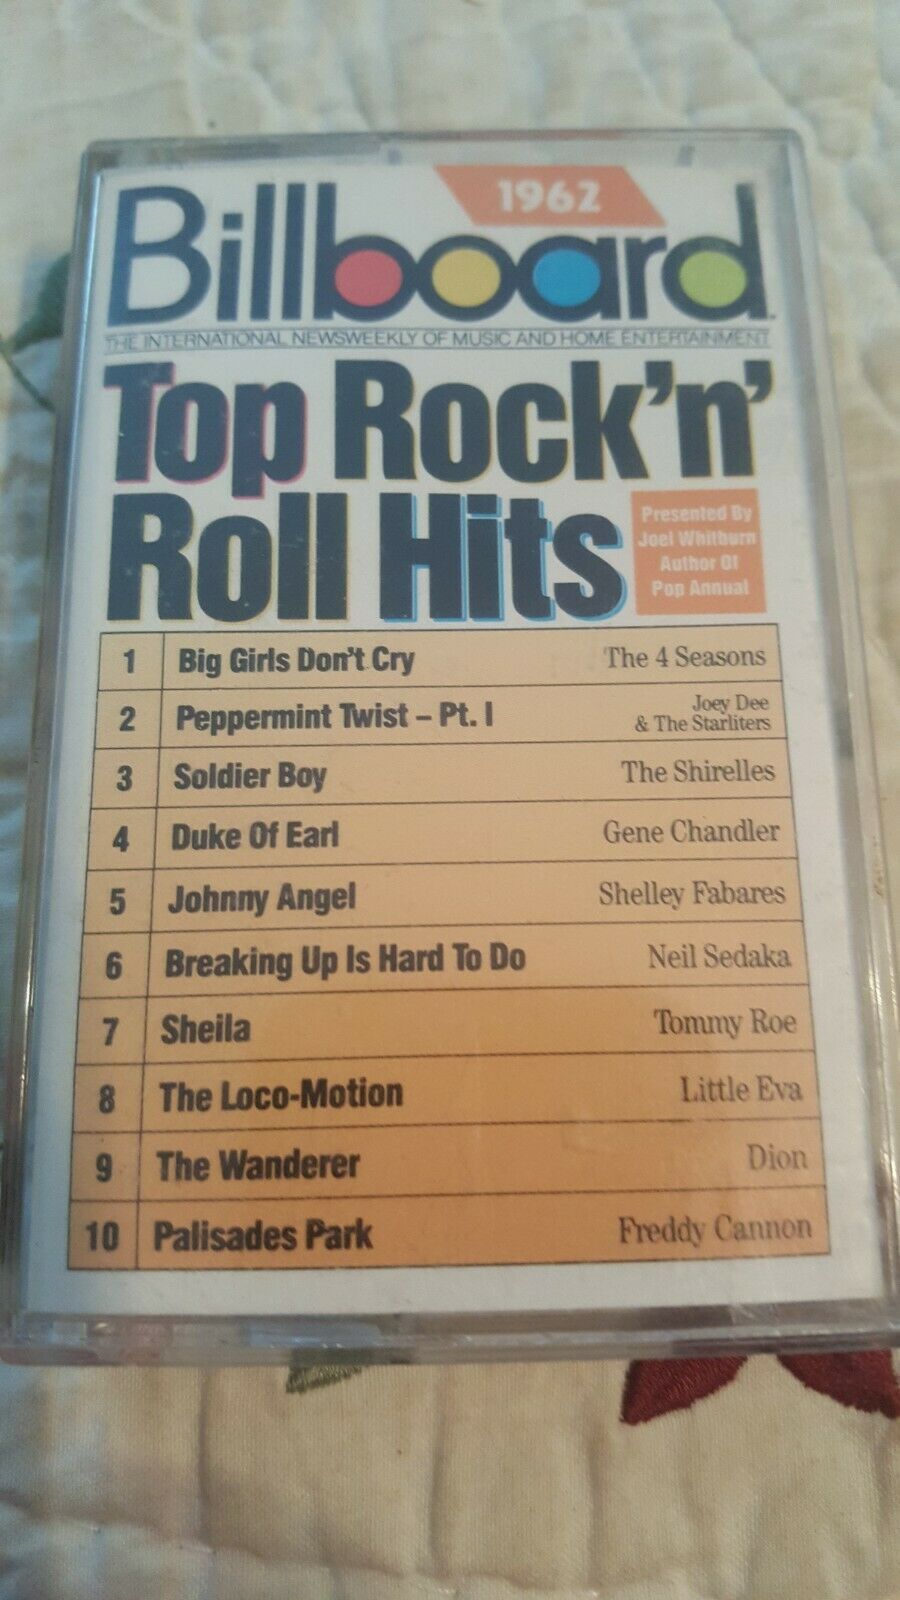 1962
Billboard
THE INTERNATIONAL NEWSWEEKLY OF MUSIC AND HOME ENTERTAINMENT
Top Rock'n'
Roll Hits
Presented By
Joel Whitburn
Author Of
Pop Annual
1 Big Girls Don't Cry The 4 Seasons
2 Peppermint Twist – Pt. I Joey Dee
& The Starliters
3 Soldier Boy The Shirelles
4 Duke Of Earl Gene Chandler
5 Johnny Angel Shelley Fabares
6 Breaking Up Is Hard To Do Neil Sedaka
7 Sheila Tommy Roe
8 The Loco-Motion Little Eva
9 The Wanderer Dion
10 Palisades Park Freddy Cannon